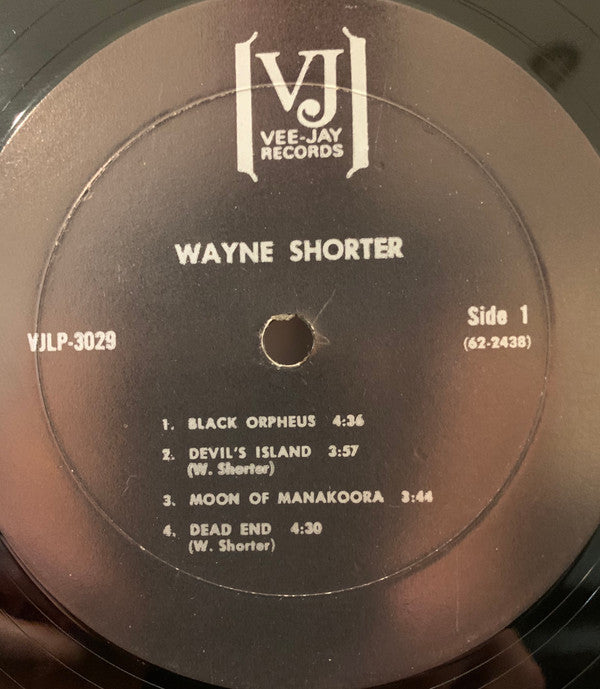 VJ
VEE-JAY
RECORDS
WAYNE SHORTER
VJLP-3029
Side 1
(62-2438)
1. BLACK ORPHEUS 4:36
2. DEVIL'S ISLAND 3:57
(W. Shorter)
3. MOON OF MANAKOORA 3:44
4. DEAD END 4:30
(W. Shorter)